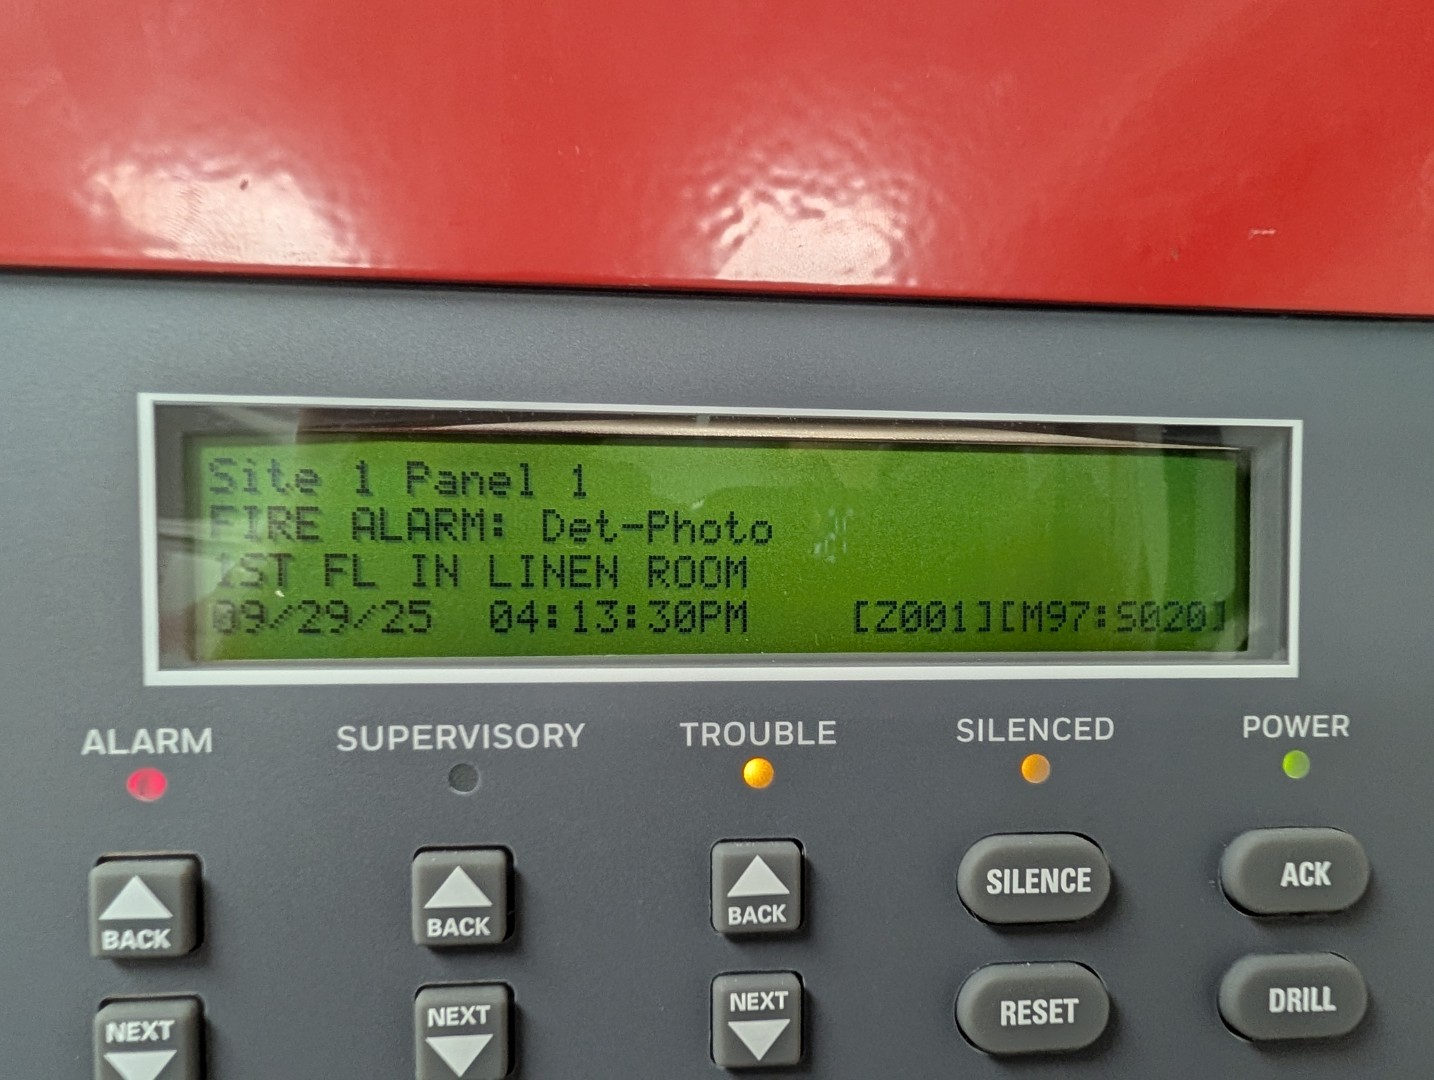 Site 1 Panel 1
FIRE ALARM: Det-Photo
1ST FL IN LINEN ROOM
09/29/25 04:13:30PM [Z001][M97:S020]
ALARM SUPERVISORY TROUBLE SILENCED POWER
BACK BACK BACK SILENCE ACK
NEXT NEXT NEXT RESET DRILL